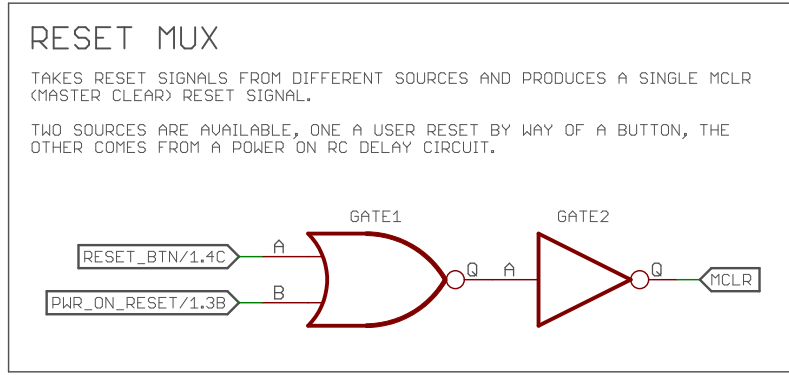 RESET MUX
TAKES RESET SIGNALS FROM DIFFERENT SOURCES AND PRODUCES A SINGLE MCLR
(MASTER CLEAR) RESET SIGNAL.
TWO SOURCES ARE AVAILABLE, ONE A USER RESET BY WAY OF A BUTTON, THE
OTHER COMES FROM A POWER ON RC DELAY CIRCUIT.
GATE1
GATE2
RESET_BTN/1.4C
A
Q
A
Q
MCLR
PWR_ON_RESET/1.3B
B